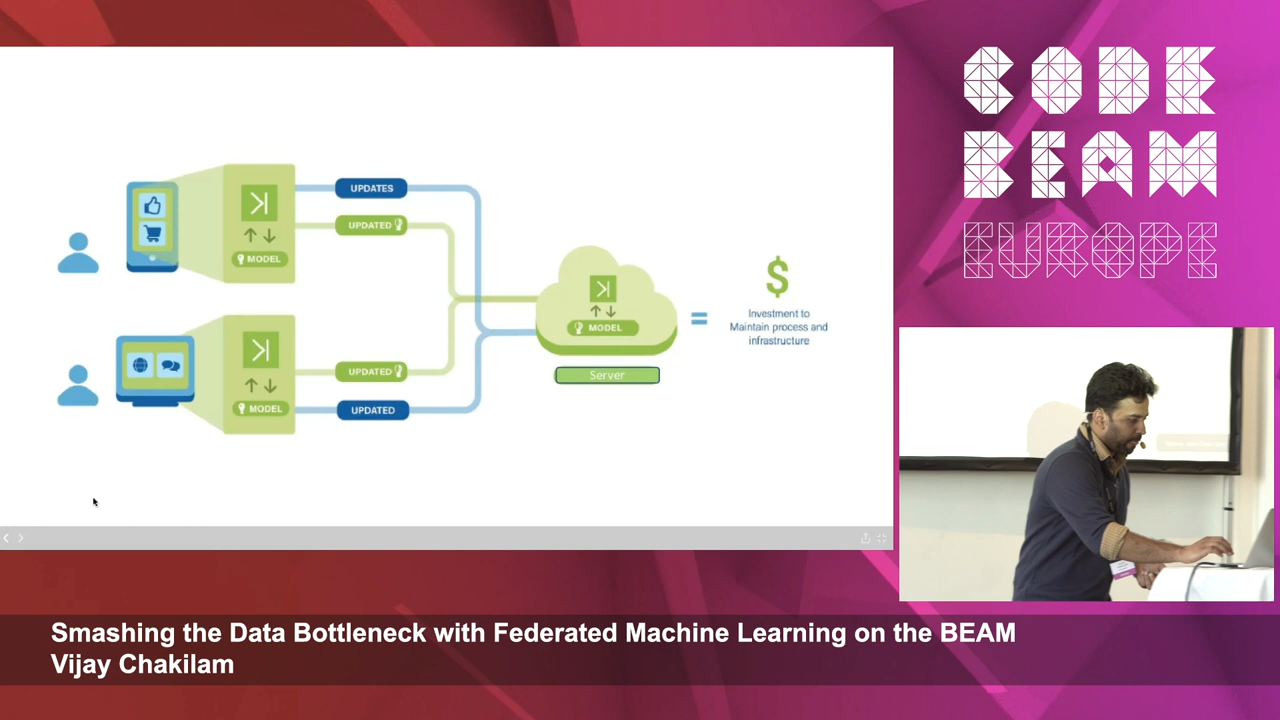 UPDATES
UPDATED
MODEL
MODEL
UPDATED
UPDATED
MODEL
Server
$
Investment to
Maintain process and
infrastructure
CODE
BEAM
EUROPE
Smashing the Data Bottleneck with Federated Machine Learning on the BEAM
Vijay Chakilam